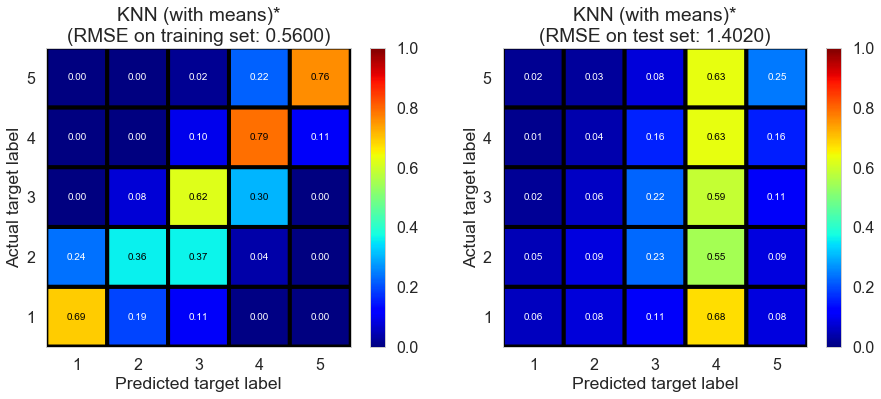 KNN (with means)*
(RMSE on training set: 0.5600)
Actual target label
5
4
3
2
1
0.00 0.00 0.02 0.22 0.76
0.00 0.00 0.10 0.79 0.11
0.00 0.08 0.62 0.30 0.00
0.24 0.36 0.37 0.04 0.00
0.69 0.19 0.11 0.00 0.00
1 2 3 4 5
Predicted target label
1.0
0.8
0.6
0.4
0.2
0.0
KNN (with means)*
(RMSE on test set: 1.4020)
Actual target label
5
4
3
2
1
0.02 0.03 0.08 0.63 0.25
0.01 0.04 0.16 0.63 0.16
0.02 0.06 0.22 0.59 0.11
0.05 0.09 0.23 0.55 0.09
0.06 0.08 0.11 0.68 0.08
1 2 3 4 5
Predicted target label
1.0
0.8
0.6
0.4
0.2
0.0